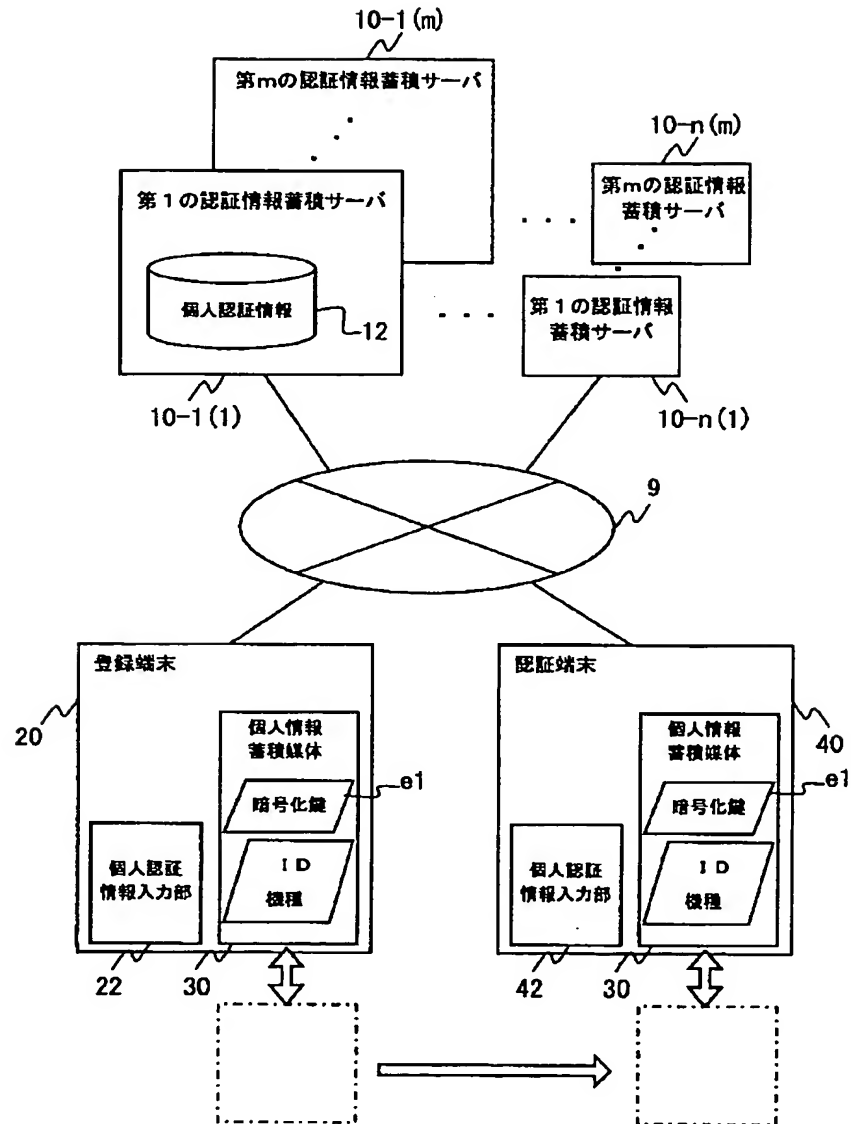 10-1(m)
第mの認証情報蓄積サーバ
10-n(m)
第mの認証情報
蓄積サーバ
第1の認証情報蓄積サーバ
個人認証情報
12
第1の認証情報
蓄積サーバ
10-1(1)
10-n(1)
9
登録端末
20
個人情報
蓄積媒体
e1
暗号化鍵
ID
機種
個人認証
情報入力部
22
30
認証端末
40
個人情報
蓄積媒体
e1
暗号化鍵
ID
機種
個人認証
情報入力部
42
30